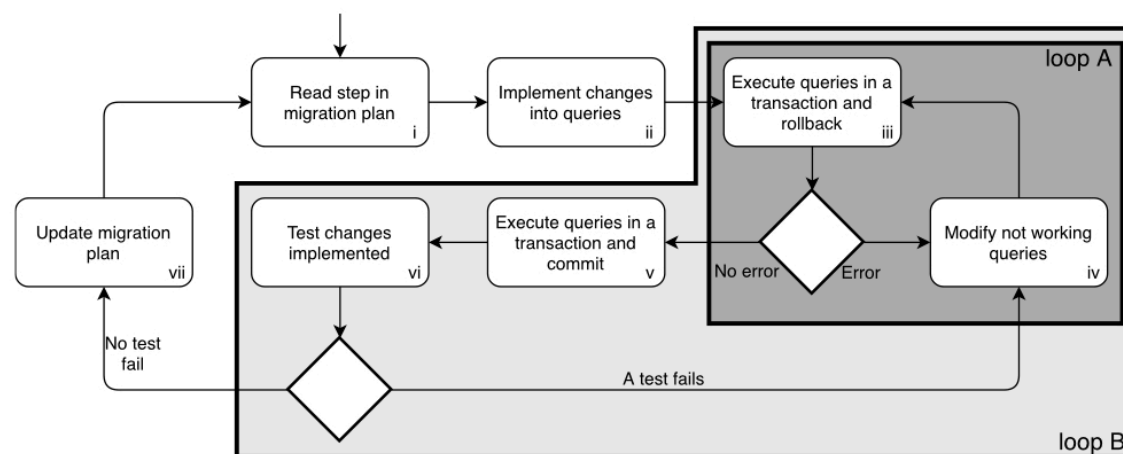 loop A
Read step in
migration plan
i
Implement changes
into queries
ii
Execute queries in a
transaction and
rollback
iii
Update migration
plan
vii
Test changes
implemented
vi
Execute queries in a
transaction and
commit
v
No error
Error
Modify not working
queries
iv
No test
fail
A test fails
loop B